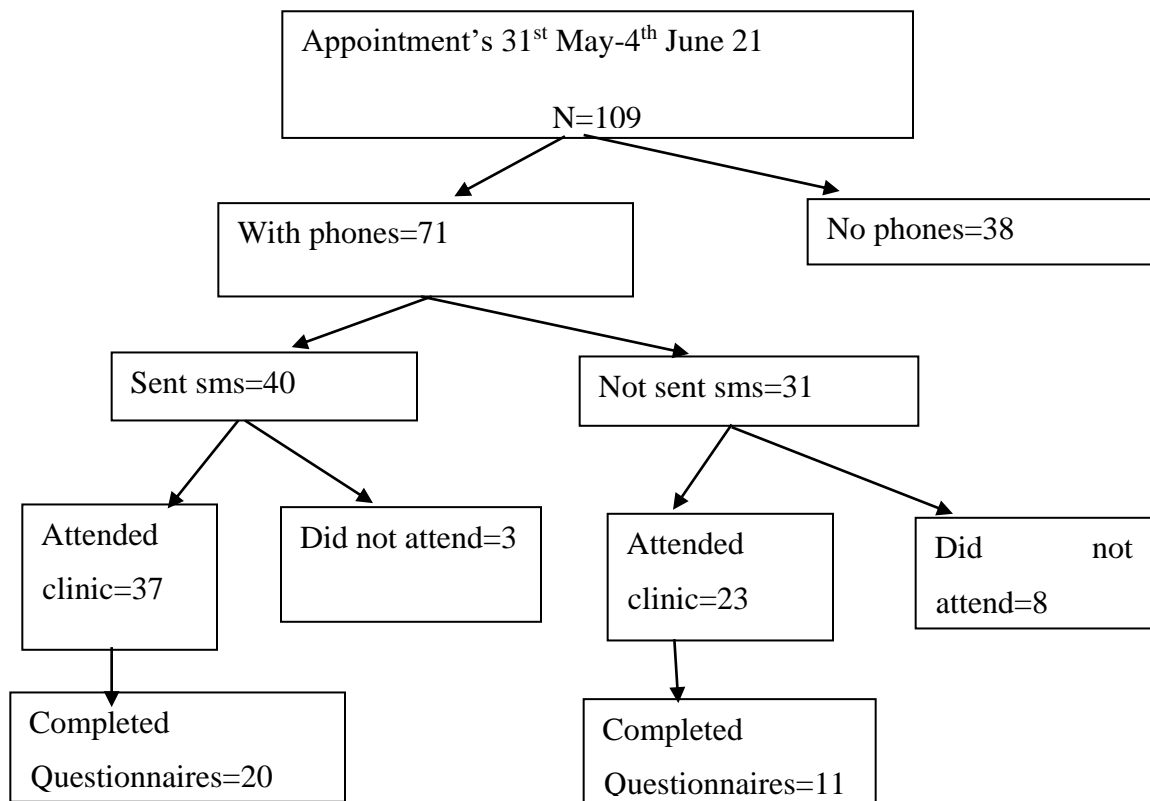 Appointment’s 31st May-4th June 21
N=109
With phones=71
No phones=38
Sent sms=40
Not sent sms=31
Attended
clinic=37
Did not attend=3
Attended
clinic=23
Did not
attend=8
Completed
Questionnaires=20
Completed
Questionnaires=11